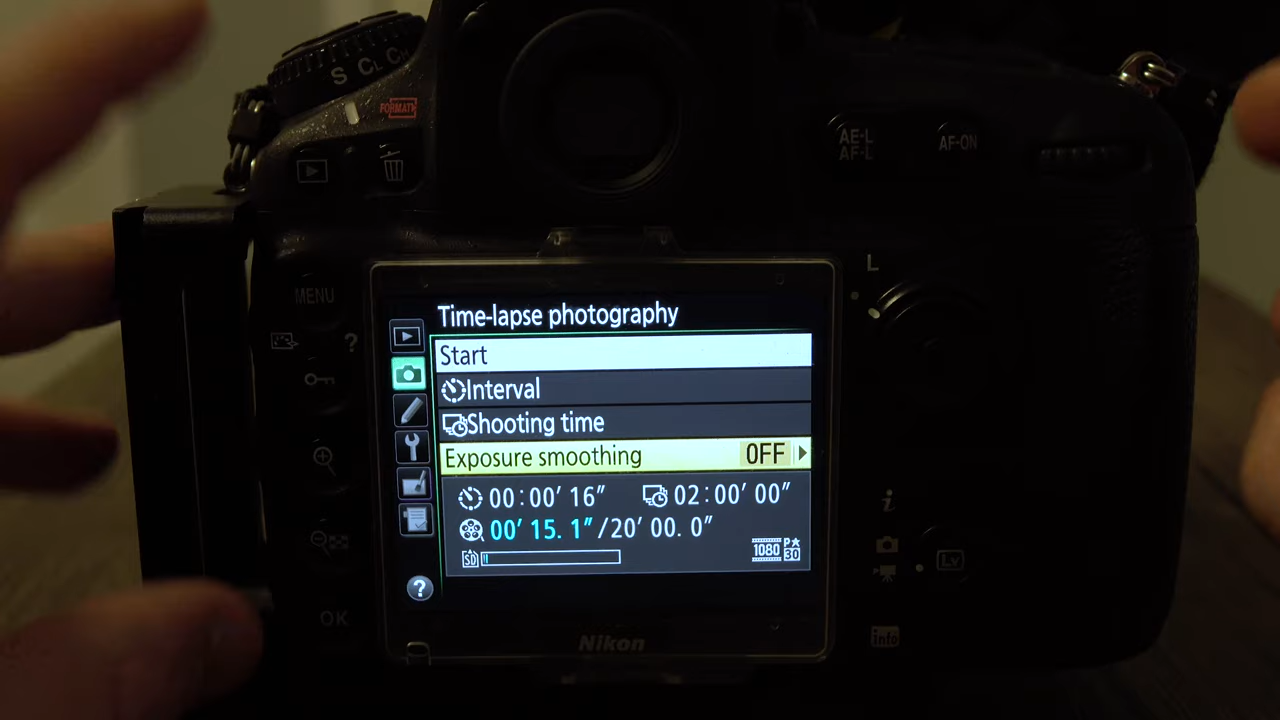 S CL CH
FORMAT
AE-L
AF-L
AF-ON
MENU
?
L
Time-lapse photography
Start
Interval
Shooting time
Exposure smoothing OFF
00:00' 16" 02:00' 00"
00' 15. 1"/20' 00. 0"
SD 1080 P★ 30
?
i
Lv
OK
info
Nikon